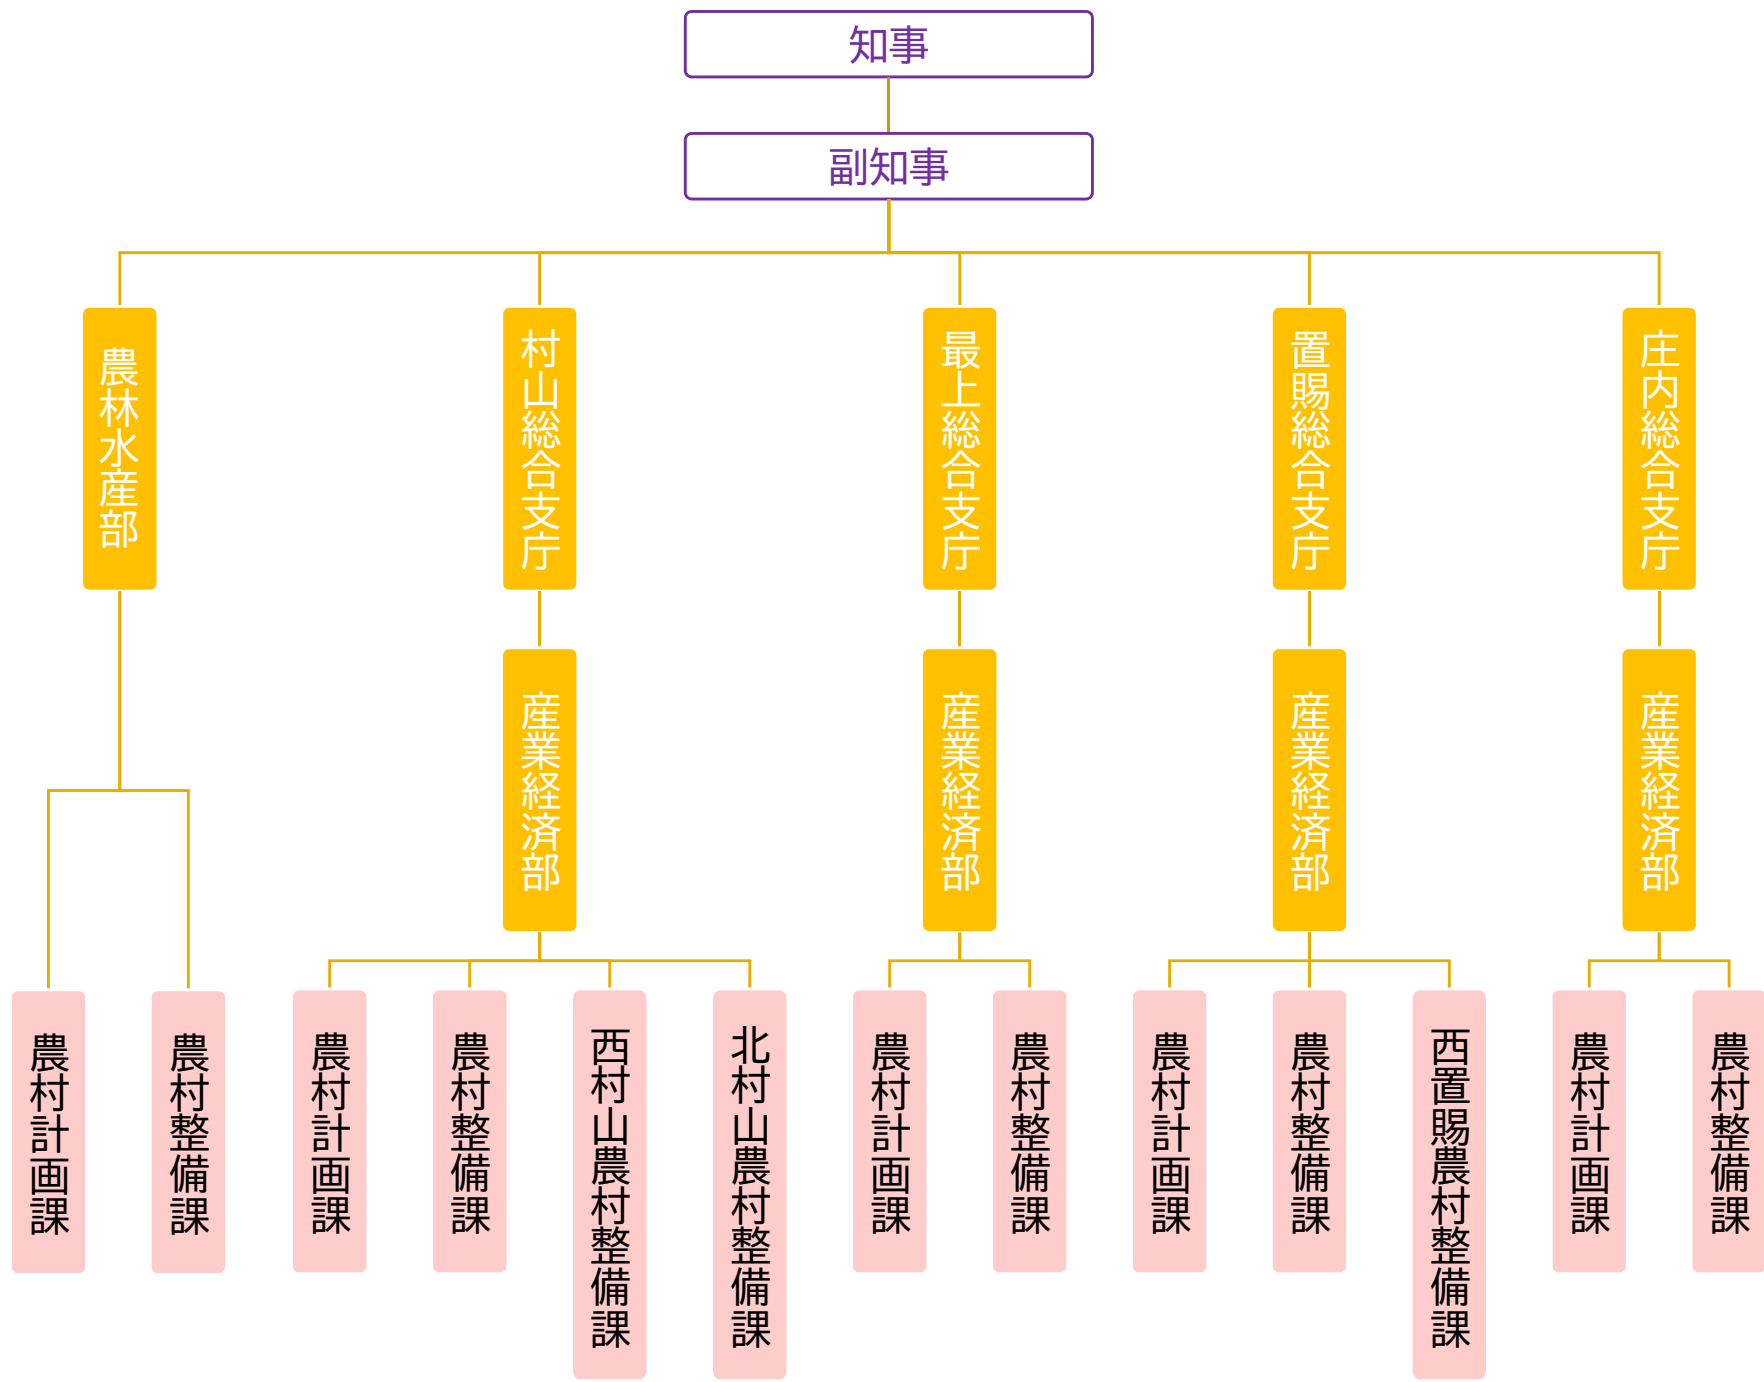 知事
副知事
農林水産部
村山総合支庁
最上総合支庁
置賜総合支庁
庄内総合支庁
産業経済部
産業経済部
産業経済部
産業経済部
農村計画課
農村整備課
農村計画課
農村整備課
西村山農村整備課
北村山農村整備課
農村計画課
農村整備課
農村計画課
農村整備課
西置賜農村整備課
農村計画課
農村整備課